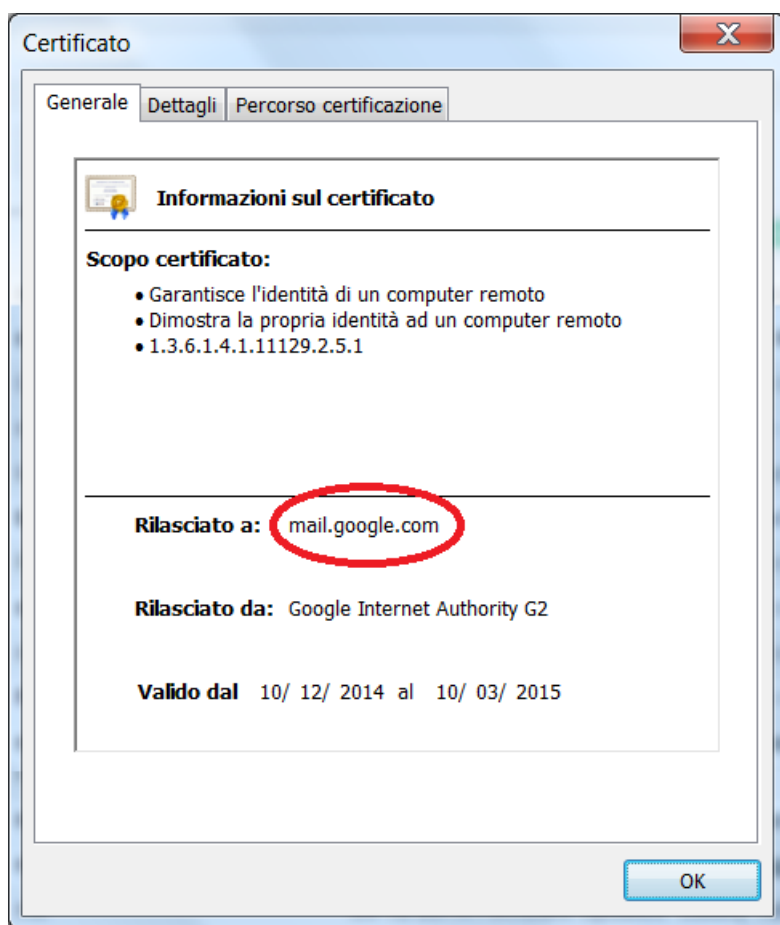 Certificato
Generale Dettagli Percorso certificazione
Informazioni sul certificato
Scopo certificato:
• Garantisce l'identità di un computer remoto
• Dimostra la propria identità ad un computer remoto
• 1.3.6.1.4.1.11129.2.5.1
Rilasciato a: mail.google.com
Rilasciato da: Google Internet Authority G2
Valido dal 10/ 12/ 2014 al 10/ 03/ 2015
OK